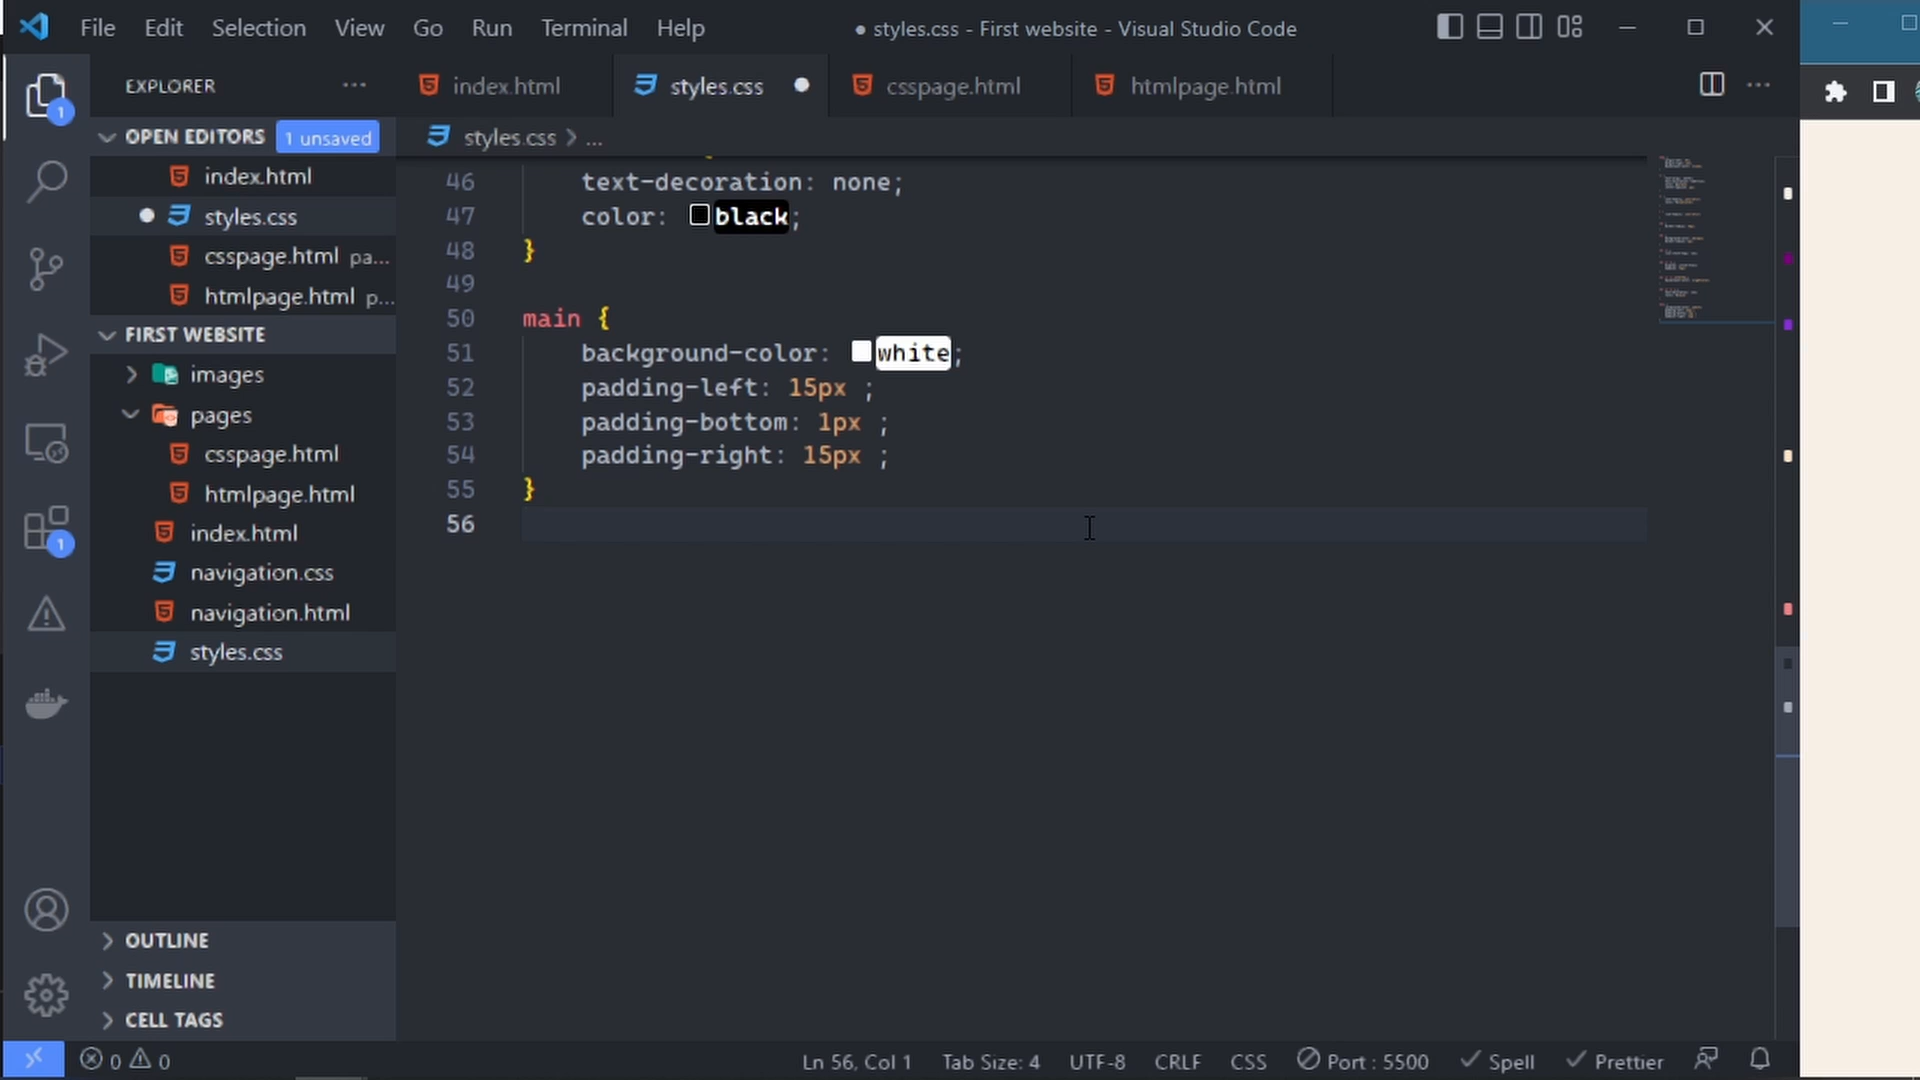 File Edit Selection View Go Run Terminal Help
● styles.css - First website - Visual Studio Code
EXPLORER ···
index.html
styles.css
csspage.html
htmlpage.html
OPEN EDITORS 1 unsaved
index.html
styles.css
csspage.html pa...
htmlpage.html p...
FIRST WEBSITE
images
pages
csspage.html
htmlpage.html
index.html
navigation.css
navigation.html
styles.css
OUTLINE
TIMELINE
CELL TAGS
1
1
styles.css > ...
46 text-decoration: none;
47 color: black;
48 }
49
50 main {
51 background-color: white;
52 padding-left: 15px ;
53 padding-bottom: 1px ;
54 padding-right: 15px ;
55 }
56
0 0 Ln 56, Col 1 Tab Size: 4 UTF-8 CRLF CSS Port : 5500 Spell Prettier